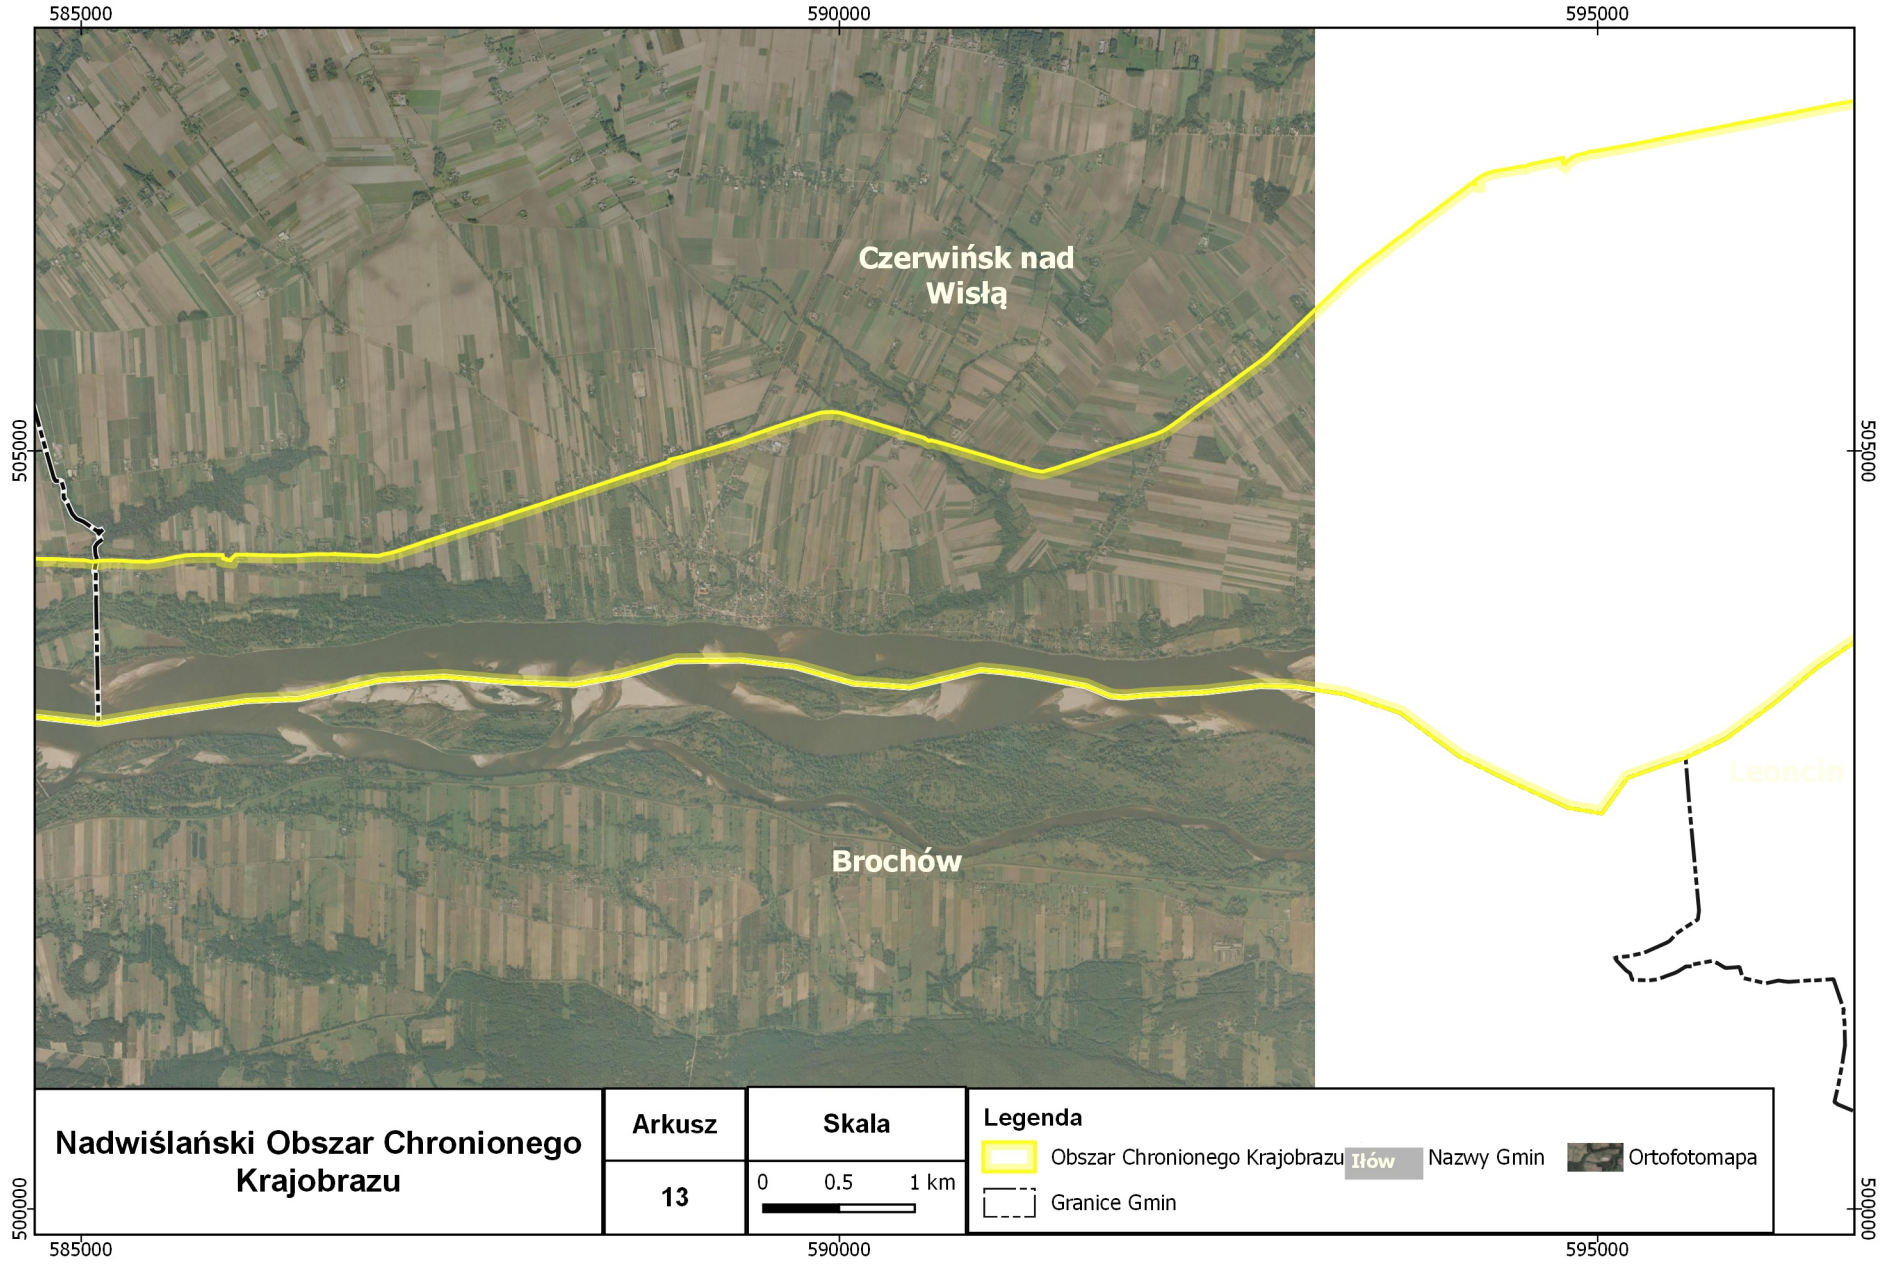 585000
590000
595000
Czerwińsk nad
Wisłą
505000
505000
Leoncin
Brochów
Nadwiślański Obszar Chronionego
Krajobrazu
Arkusz
13
Skala
0 0.5 1 km
Legenda
Obszar Chronionego Krajobrazu
Iłów Nazwy Gmin
Ortofotomapa
Granice Gmin
500000
500000
585000
590000
595000